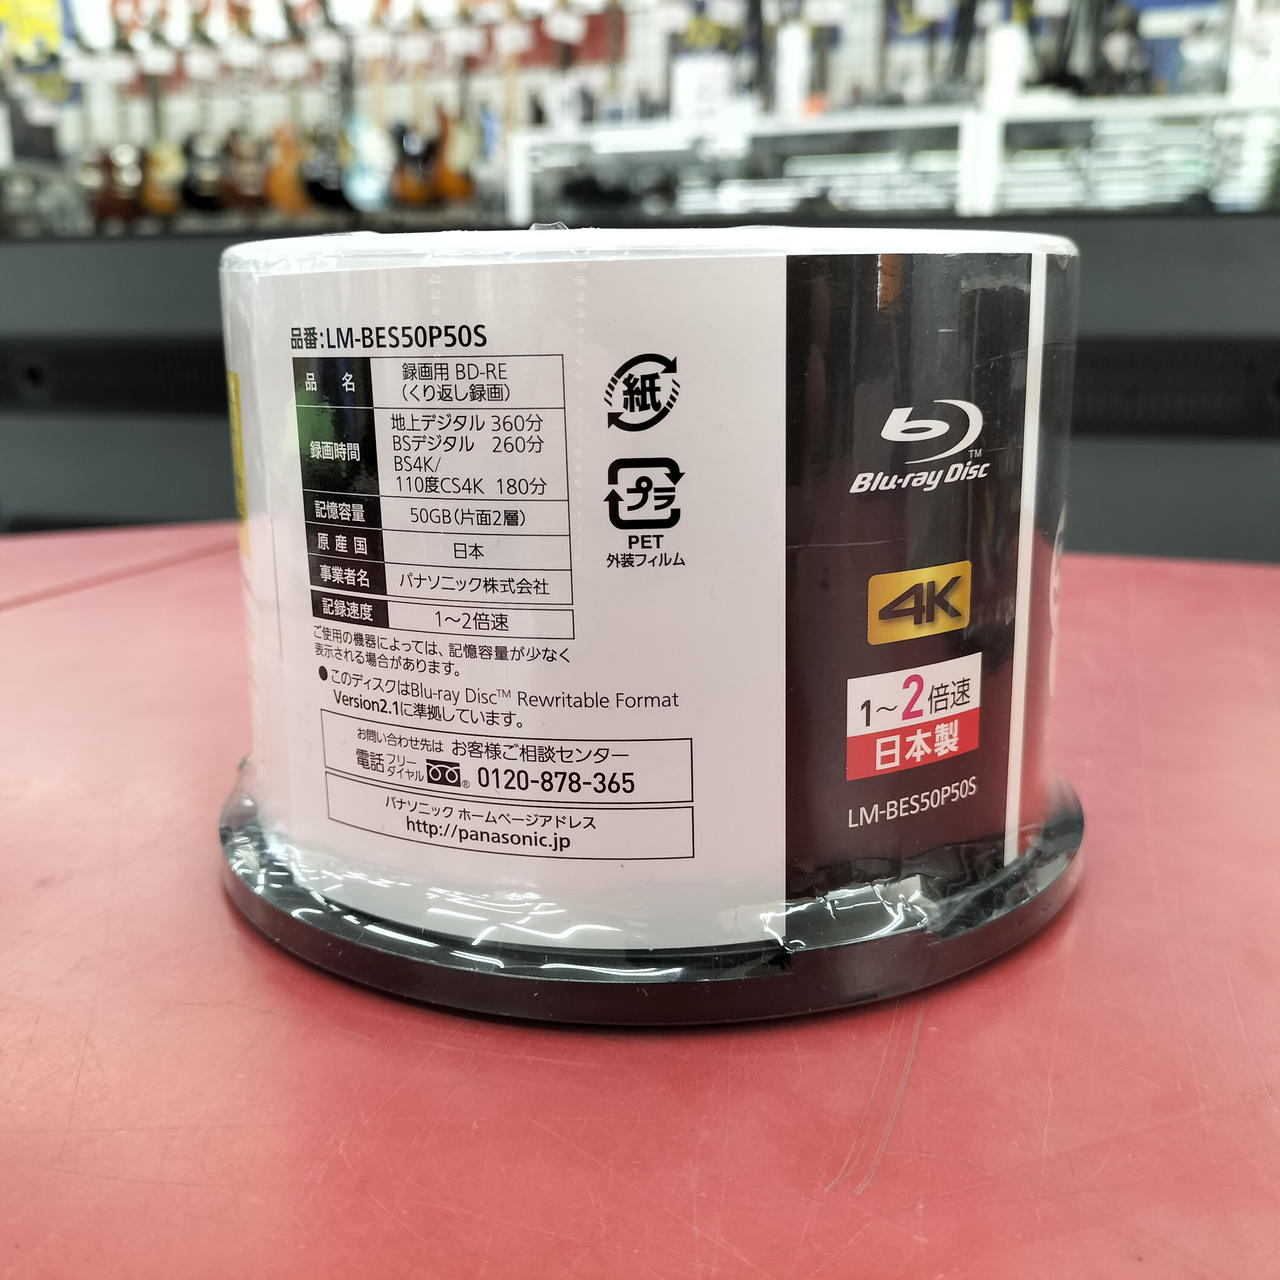 品番:LM-BES50P50S
品 名 録画用 BD-RE
(くり返し録画)
録画時間 地上デジタル 360分
BSデジタル 260分
BS4K/
110度CS4K 180分
記憶容量 50GB(片面2層)
原産国 日本
事業者名 パナソニック株式会社
記録速度 1〜2倍速
ご使用の機器によっては、記憶容量が少なく
表示される場合があります。
●このディスクはBlu-ray Disc™ Rewritable Format
Version2.1に準拠しています。
お問い合わせ先は お客様ご相談センター
電話 フリーダイヤル ® 0120-878-365
パナソニック ホームページアドレス
http://panasonic.jp
紙
プラ
PET
外装フィルム
Blu-ray Disc™
4K
1〜2倍速
日本製
LM-BES50P50S